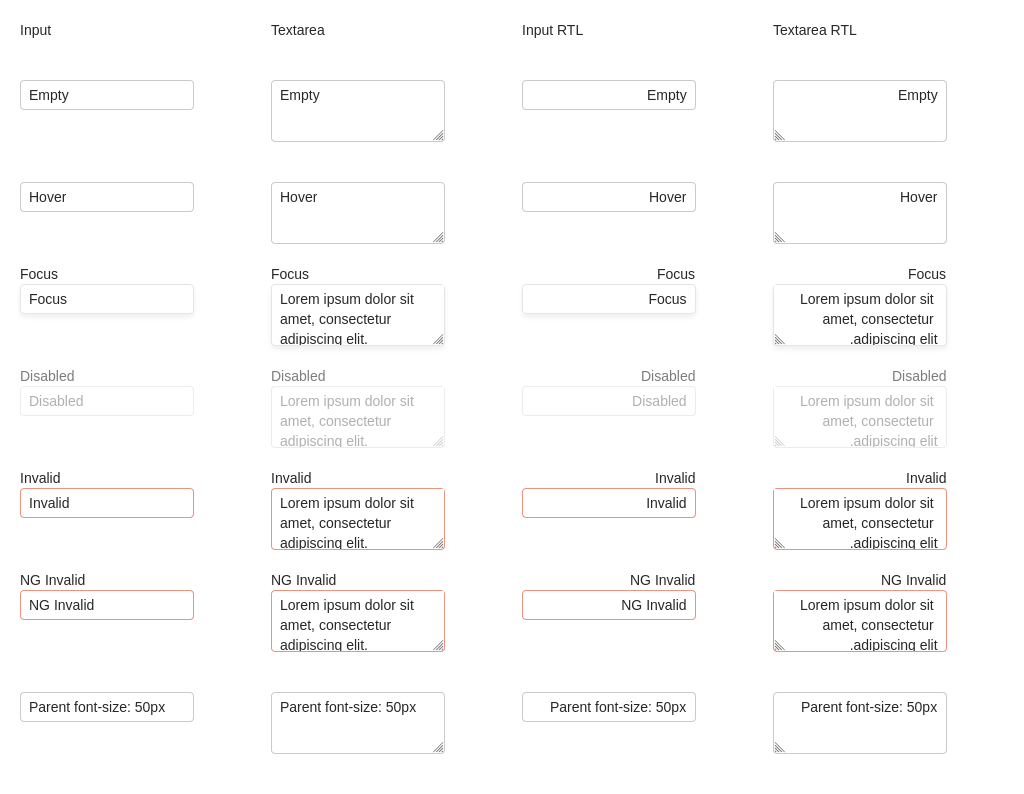 Input Textarea Input RTL Textarea RTL
Empty Empty Empty Empty
Hover Hover Hover Hover
Focus Focus Focus Focus
Focus Lorem ipsum dolor sit Focus Lorem ipsum dolor sit
amet, consectetur amet, consectetur
adipiscing elit. .adipiscing elit
Disabled Disabled Disabled Disabled
Disabled Lorem ipsum dolor sit Disabled Lorem ipsum dolor sit
amet, consectetur amet, consectetur
adipiscing elit. .adipiscing elit
Invalid Invalid Invalid Invalid
Invalid Lorem ipsum dolor sit Invalid Lorem ipsum dolor sit
amet, consectetur amet, consectetur
adipiscing elit. .adipiscing elit
NG Invalid NG Invalid NG Invalid NG Invalid
NG Invalid Lorem ipsum dolor sit NG Invalid Lorem ipsum dolor sit
amet, consectetur amet, consectetur
adipiscing elit. .adipiscing elit
Parent font-size: 50px Parent font-size: 50px Parent font-size: 50px Parent font-size: 50px